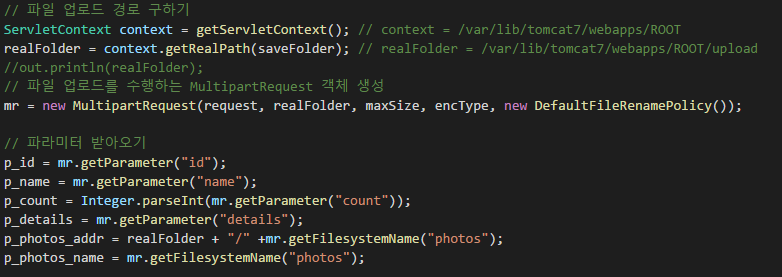 // 파일 업로드 경로 구하기
ServletContext context = getServletContext(); // context = /var/lib/tomcat7/webapps/ROOT
realFolder = context.getRealPath(saveFolder); // realFolder = /var/lib/tomcat7/webapps/ROOT/upload
//out.println(realFolder);
// 파일 업로드를 수행하는 MultipartRequest 객체 생성
mr = new MultipartRequest(request, realFolder, maxSize, encType, new DefaultFileRenamePolicy());
// 파라미터 받아오기
p_id = mr.getParameter("id");
p_name = mr.getParameter("name");
p_count = Integer.parseInt(mr.getParameter("count"));
p_details = mr.getParameter("details");
p_photos_addr = realFolder + "/" +mr.getFilesystemName("photos");
p_photos_name = mr.getFilesystemName("photos");